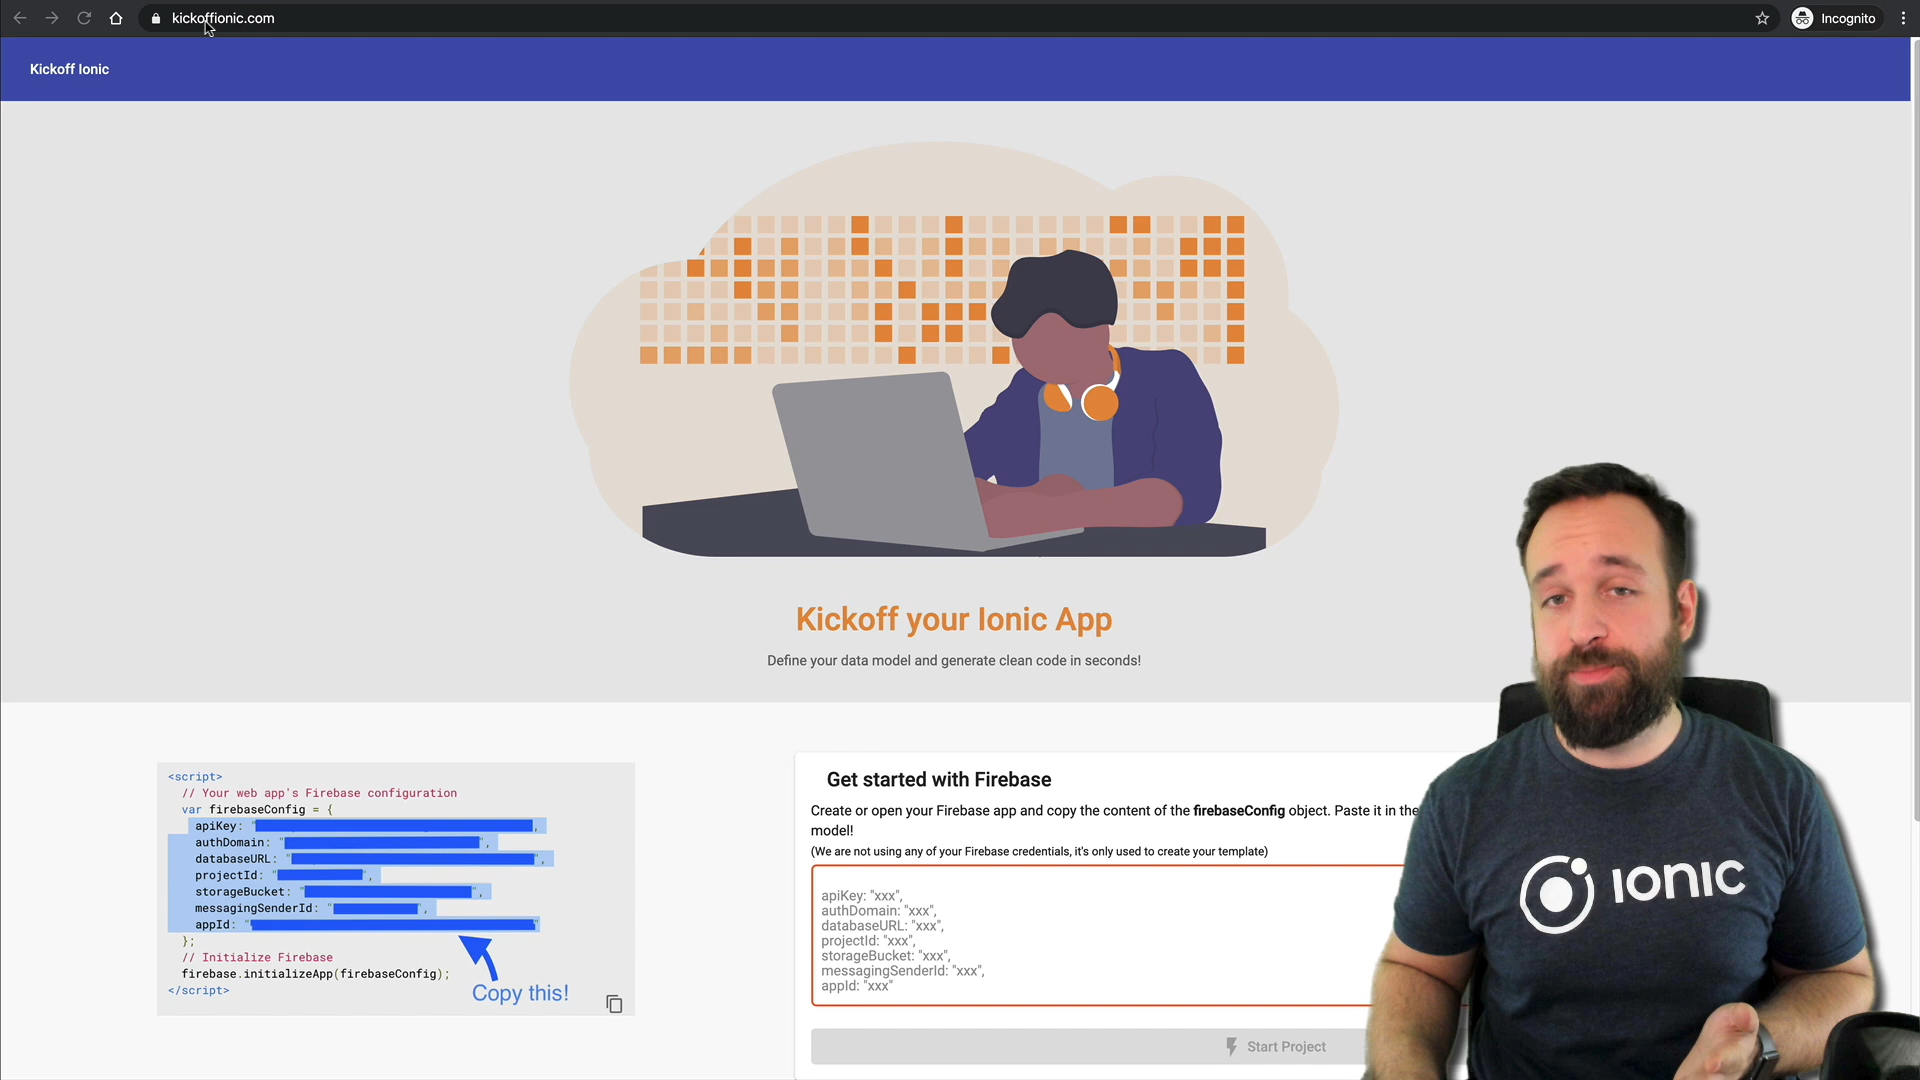 kickoffionic.com
Incognito
Kickoff Ionic
Kickoff your Ionic App
Define your data model and generate clean code in seconds!
<script>
// Your web app's Firebase configuration
var firebaseConfig = {
apiKey: "
",
authDomain: "
",
databaseURL: "
",
projectId: "
",
storageBucket: "
",
messagingSenderId: "
",
appId: "
"
};
// Initialize Firebase
firebase.initializeApp(firebaseConfig);
</script>
Copy this!
Get started with Firebase
Create or open your Firebase app and copy the content of the firebaseConfig object. Paste it in the
model!
(We are not using any of your Firebase credentials, it's only used to create your template)
apiKey: "xxx",
authDomain: "xxx",
databaseURL: "xxx",
projectId: "xxx",
storageBucket: "xxx",
messagingSenderId: "xxx",
appId: "xxx"
Start Project
IONIC